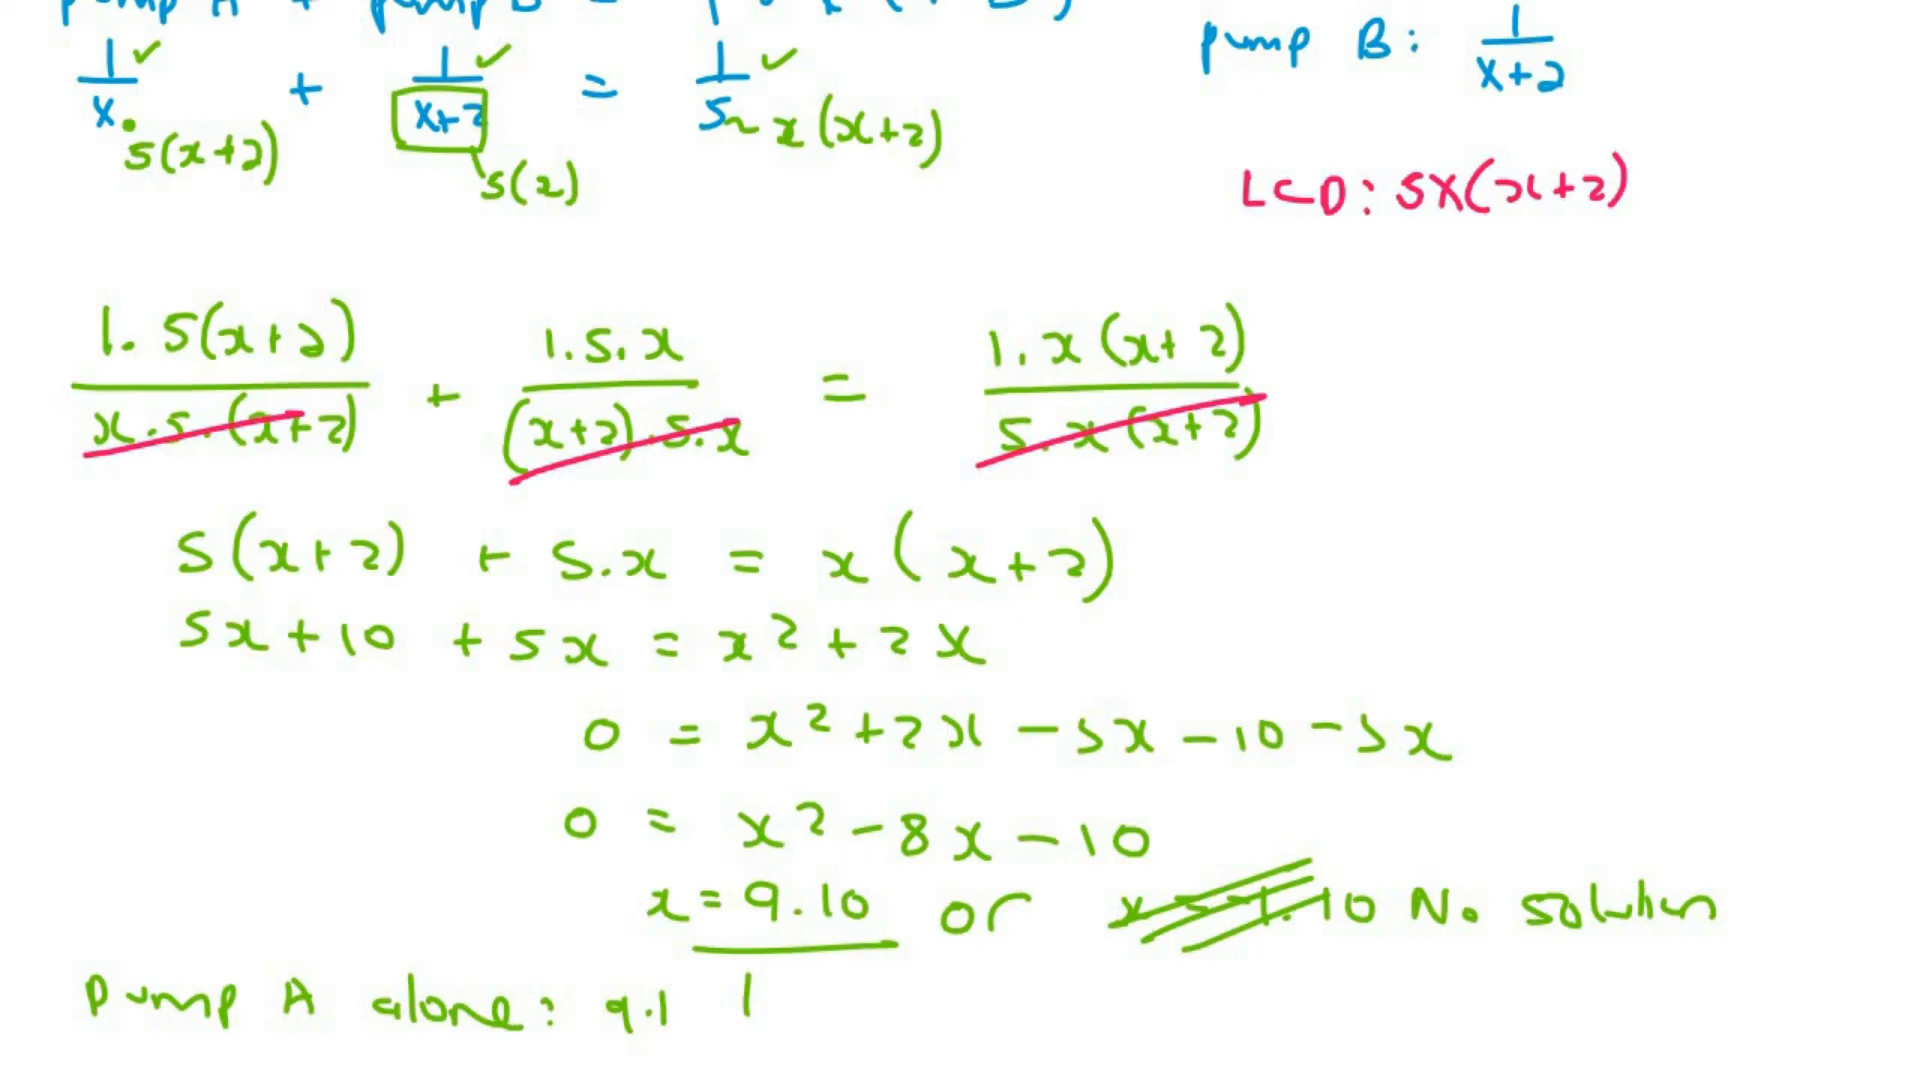 pump A + pump B =
pump B: 1/(x+2)
1/x ✓ + 1/(x+2) ✓ = 1/5 ✓
.5(x+2)
5(x)
x(x+2)
LCD: 5x(x+2)
1.5(x+2)/x.5.(x+2) + 1.5.x/(x+2).5.x = 1.x(x+2)/5.x(x+2)
5(x+2) + 5.x = x(x+2)
5x+10 + 5x = x² + 2x
0 = x² + 2x - 5x - 10 - 5x
0 = x² - 8x - 10
x = 9.10 or x = -1.10 No solution
Pump A alone: 9.1